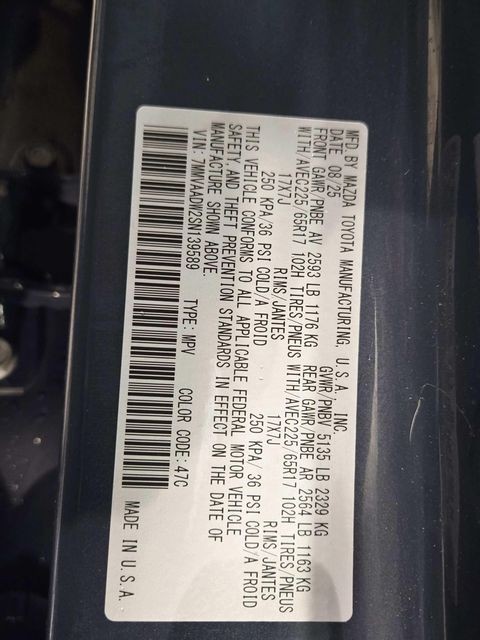 MFD. BY MAZDA TOYOTA MANUFACTURING, U.S.A., INC.
DATE 08 25 GVWR/PNBV 5135 LB 2329 KG
FRONT GAWR/PNBE AV 2593 LB 1176 KG REAR GAWR/PNBE AR 2564 LB 1163 KG
WITH/AVEC225/65R17 102H TIRES/PNEUS WITH/AVEC225/65R17 102H TIRES/PNEUS
17X7J RIMS/JANTES 17X7J RIMS/JANTES
250 KPA/36 PSI COLD/A FROID 250 KPA/36 PSI COLD/A FROID
THIS VEHICLE CONFORMS TO ALL APPLICABLE FEDERAL MOTOR VEHICLE
SAFETY AND THEFT PREVENTION STANDARDS IN EFFECT ON THE DATE OF
MANUFACTURE SHOWN ABOVE.
VIN: 7MMVAADW2SN139589 TYPE: MPV COLOR CODE: 47C
MADE IN U.S.A.